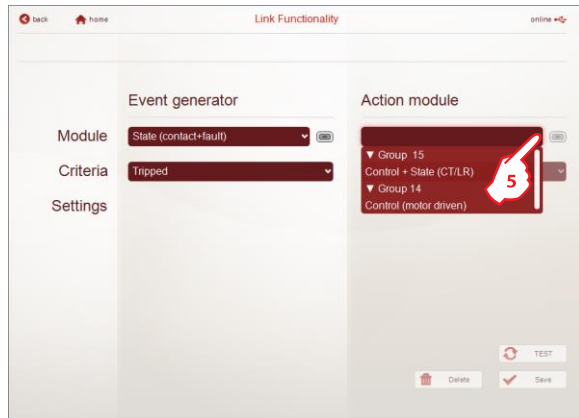 back home Link Functionality online
Event generator Action module
Module State (contact+fault)
▼ Group 15
Criteria Tripped Control + State (CT/LR)
▼ Group 14
5
Settings Control (motor driven)
TEST
Delete Save